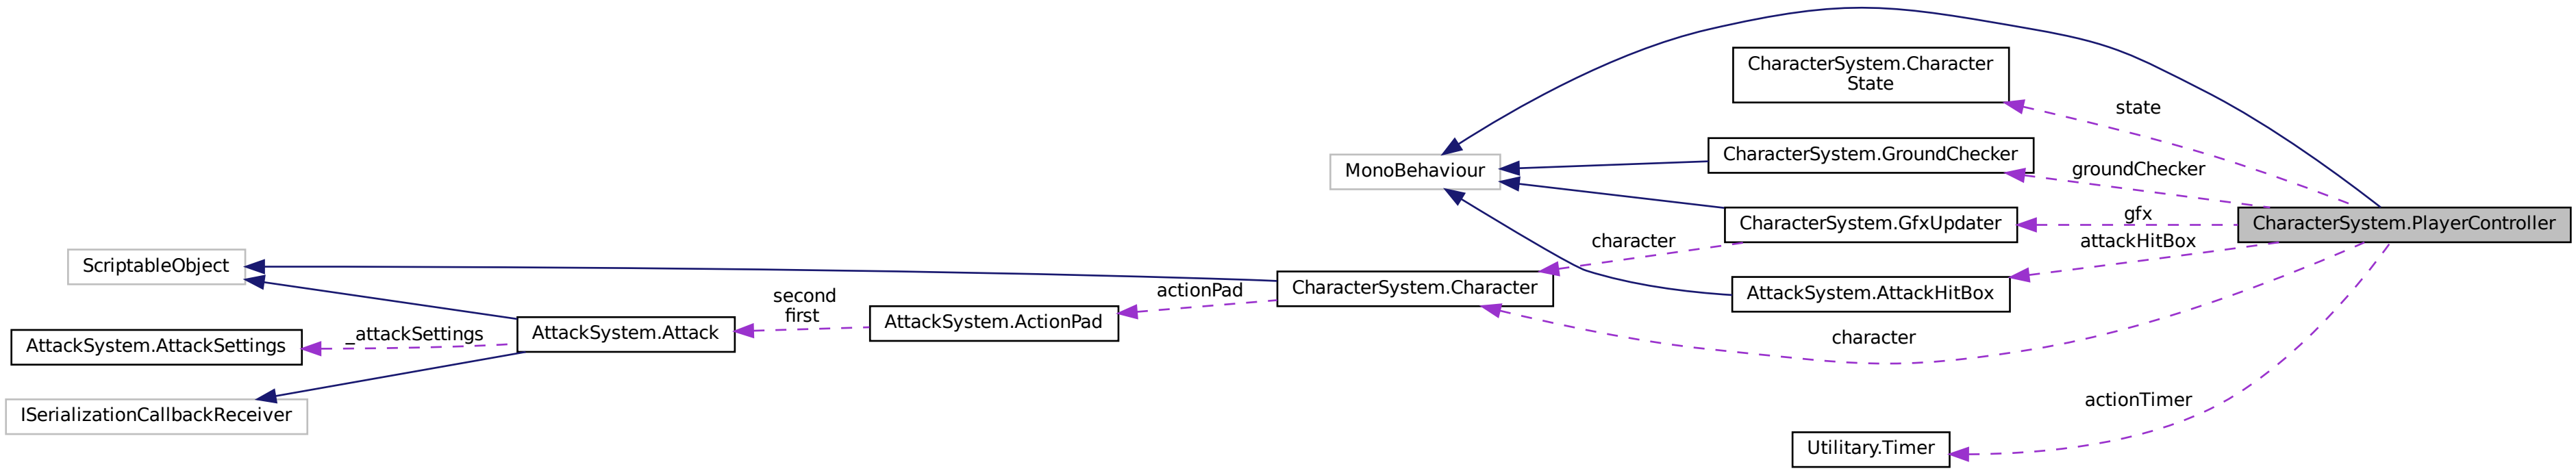 CharacterSystem.Character
State
state
CharacterSystem.GroundChecker
groundChecker
MonoBehaviour
CharacterSystem.GfxUpdater
gfx
CharacterSystem.PlayerController
character
attackHitBox
ScriptableObject
CharacterSystem.Character
AttackSystem.AttackHitBox
actionPad
second
first
AttackSystem.ActionPad
AttackSystem.Attack
_attackSettings
AttackSystem.AttackSettings
character
ISerializationCallbackReceiver
actionTimer
Utilitary.Timer